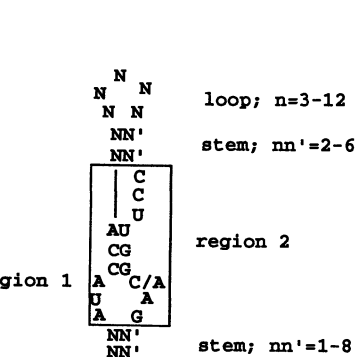 N
N N
N N
loop; n=3-12
NN'
NN'
stem; nn'=2-6
C
C
U
AU
CG
CG
region 2
gion 1
A C/A
U A
A G
NN'
NN'
stem; nn'=1-8